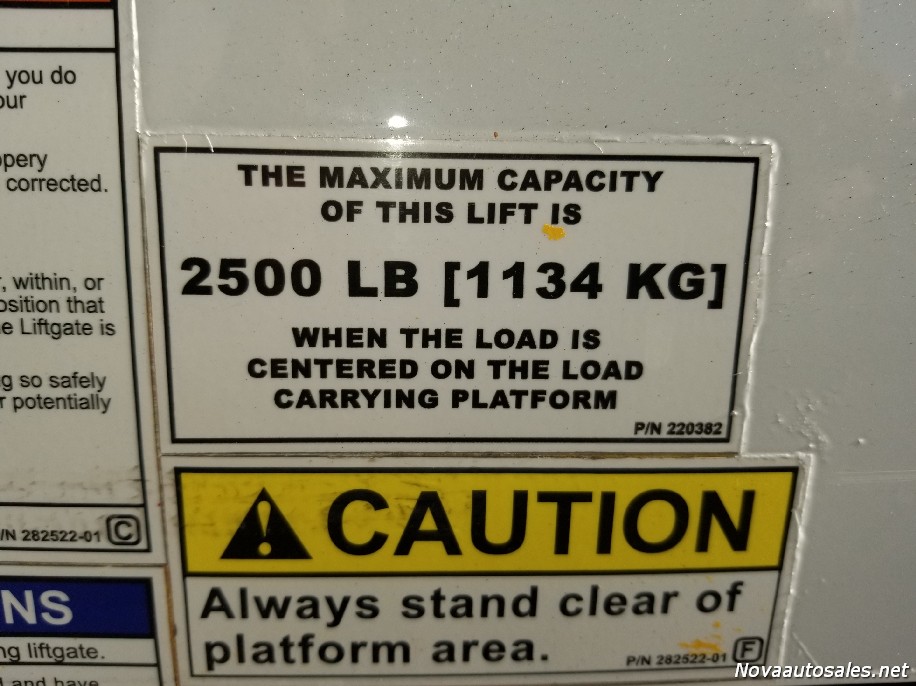 you do
our
ppery
corrected.
, within, or
osition that
e Liftgate is
g so safely
r potentially
/N 282522-01 C
NS
ng liftgate.
and have
THE MAXIMUM CAPACITY
OF THIS LIFT IS
2500 LB [1134 KG]
WHEN THE LOAD IS
CENTERED ON THE LOAD
CARRYING PLATFORM
P/N 220382
CAUTION
Always stand clear of
platform area.
P/N 282522-01 F
Novaautosales.net